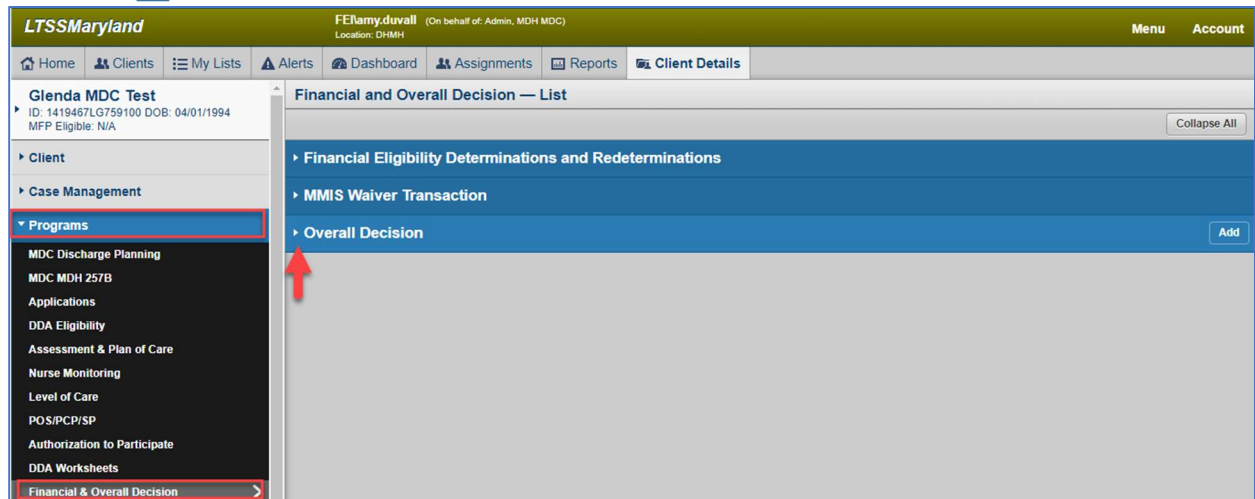 LTSSMaryland
FEI\amy.duvall (On behalf of: Admin, MDH MDC)
Location: DHMH
Menu Account
Home Clients My Lists Alerts Dashboard Assignments Reports Client Details
Glenda MDC Test
ID: 1419467LG759100 DOB: 04/01/1994
MFP Eligible: N/A
Client
Case Management
Programs
MDC Discharge Planning
MDC MDH 257B
Applications
DDA Eligibility
Assessment & Plan of Care
Nurse Monitoring
Level of Care
POS/PCP/SP
Authorization to Participate
DDA Worksheets
Financial & Overall Decision
Financial and Overall Decision — List
Collapse All
Financial Eligibility Determinations and Redeterminations
MMIS Waiver Transaction
Overall Decision Add